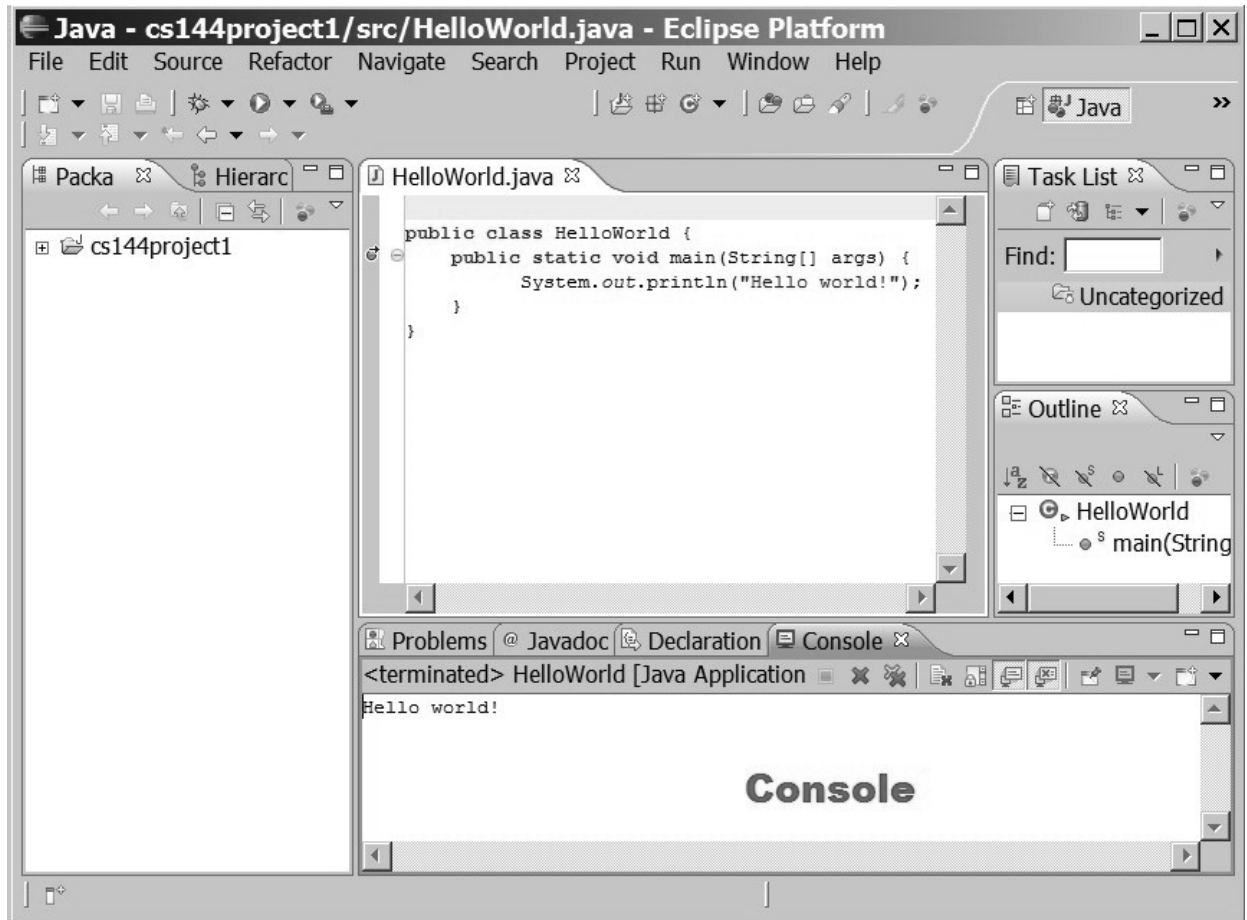 Java - cs144project1/src/HelloWorld.java - Eclipse Platform
File Edit Source Refactor Navigate Search Project Run Window Help
Java
Packa Hierarc
cs144project1
HelloWorld.java
public class HelloWorld {
public static void main(String[] args) {
System.out.println("Hello world!");
}
}
Task List
Find:
Uncategorized
Outline
HelloWorld
main(String
Problems @ Javadoc Declaration Console
<terminated> HelloWorld [Java Application
Hello world!
Console